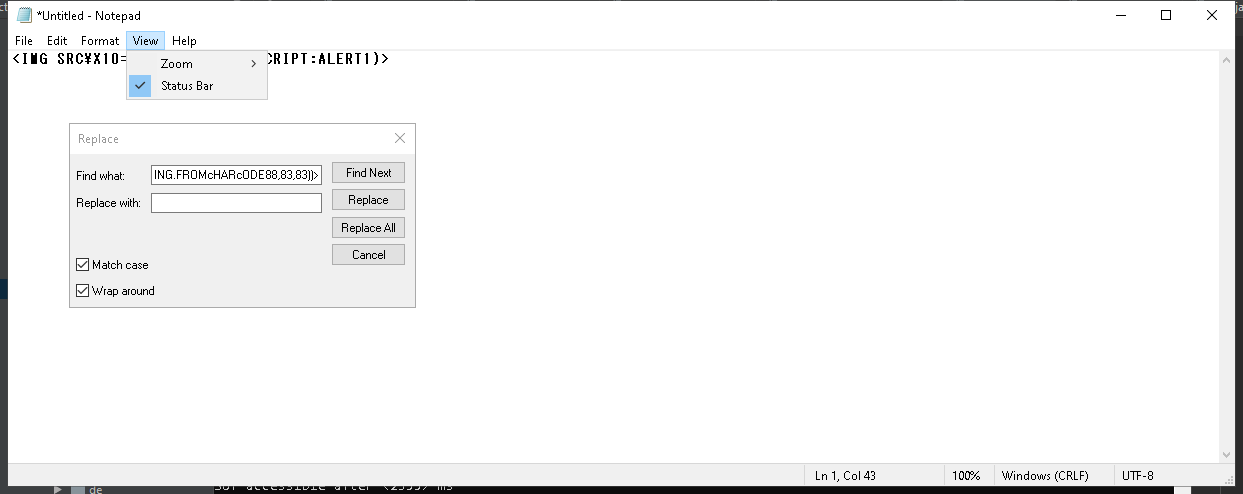 *Untitled - Notepad
File Edit Format View Help
<IMG SRC¥X10= CRIPT:ALERT1)>
Zoom
Status Bar
Replace
Find what: ING.FROMcHARcODE88,83,83))> Find Next
Replace with: Replace
Replace All
Cancel
Match case
Wrap around
Ln 1, Col 43 100% Windows (CRLF) UTF-8
de